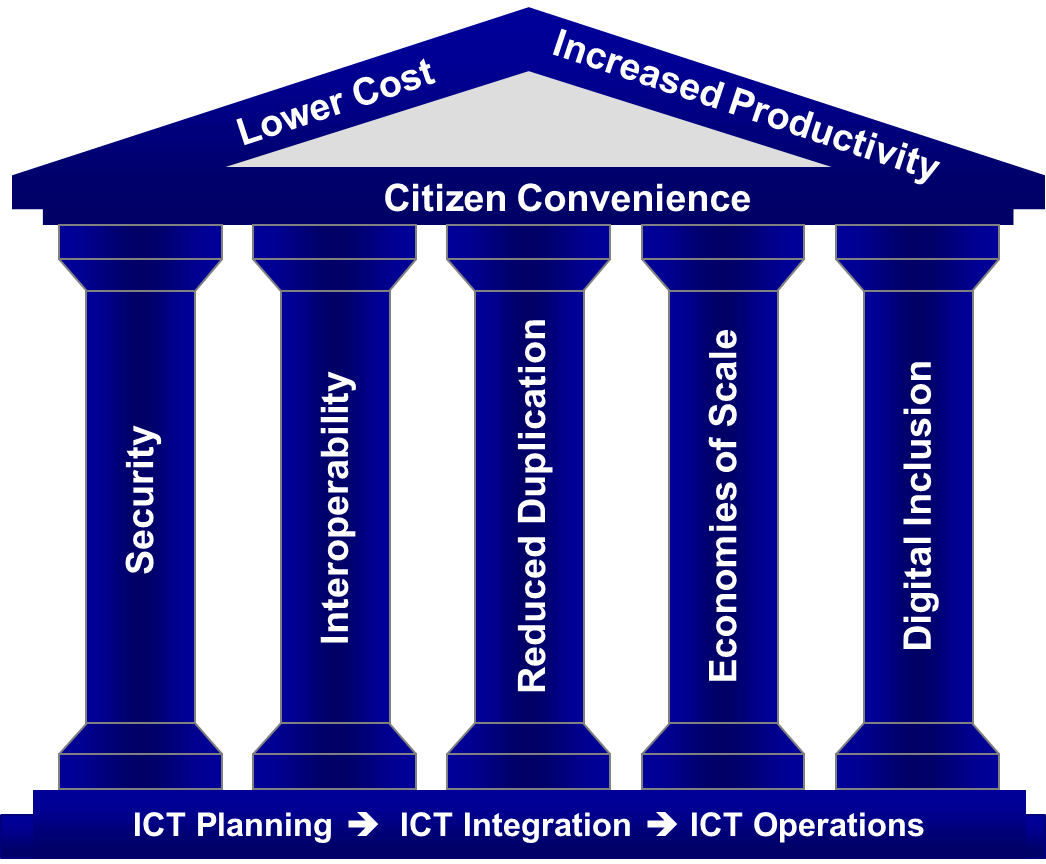 Lower Cost
Increased Productivity
Citizen Convenience
Security
Interoperability
Reduced Duplication
Economies of Scale
Digital Inclusion
ICT Planning ➔ ICT Integration ➔ ICT Operations